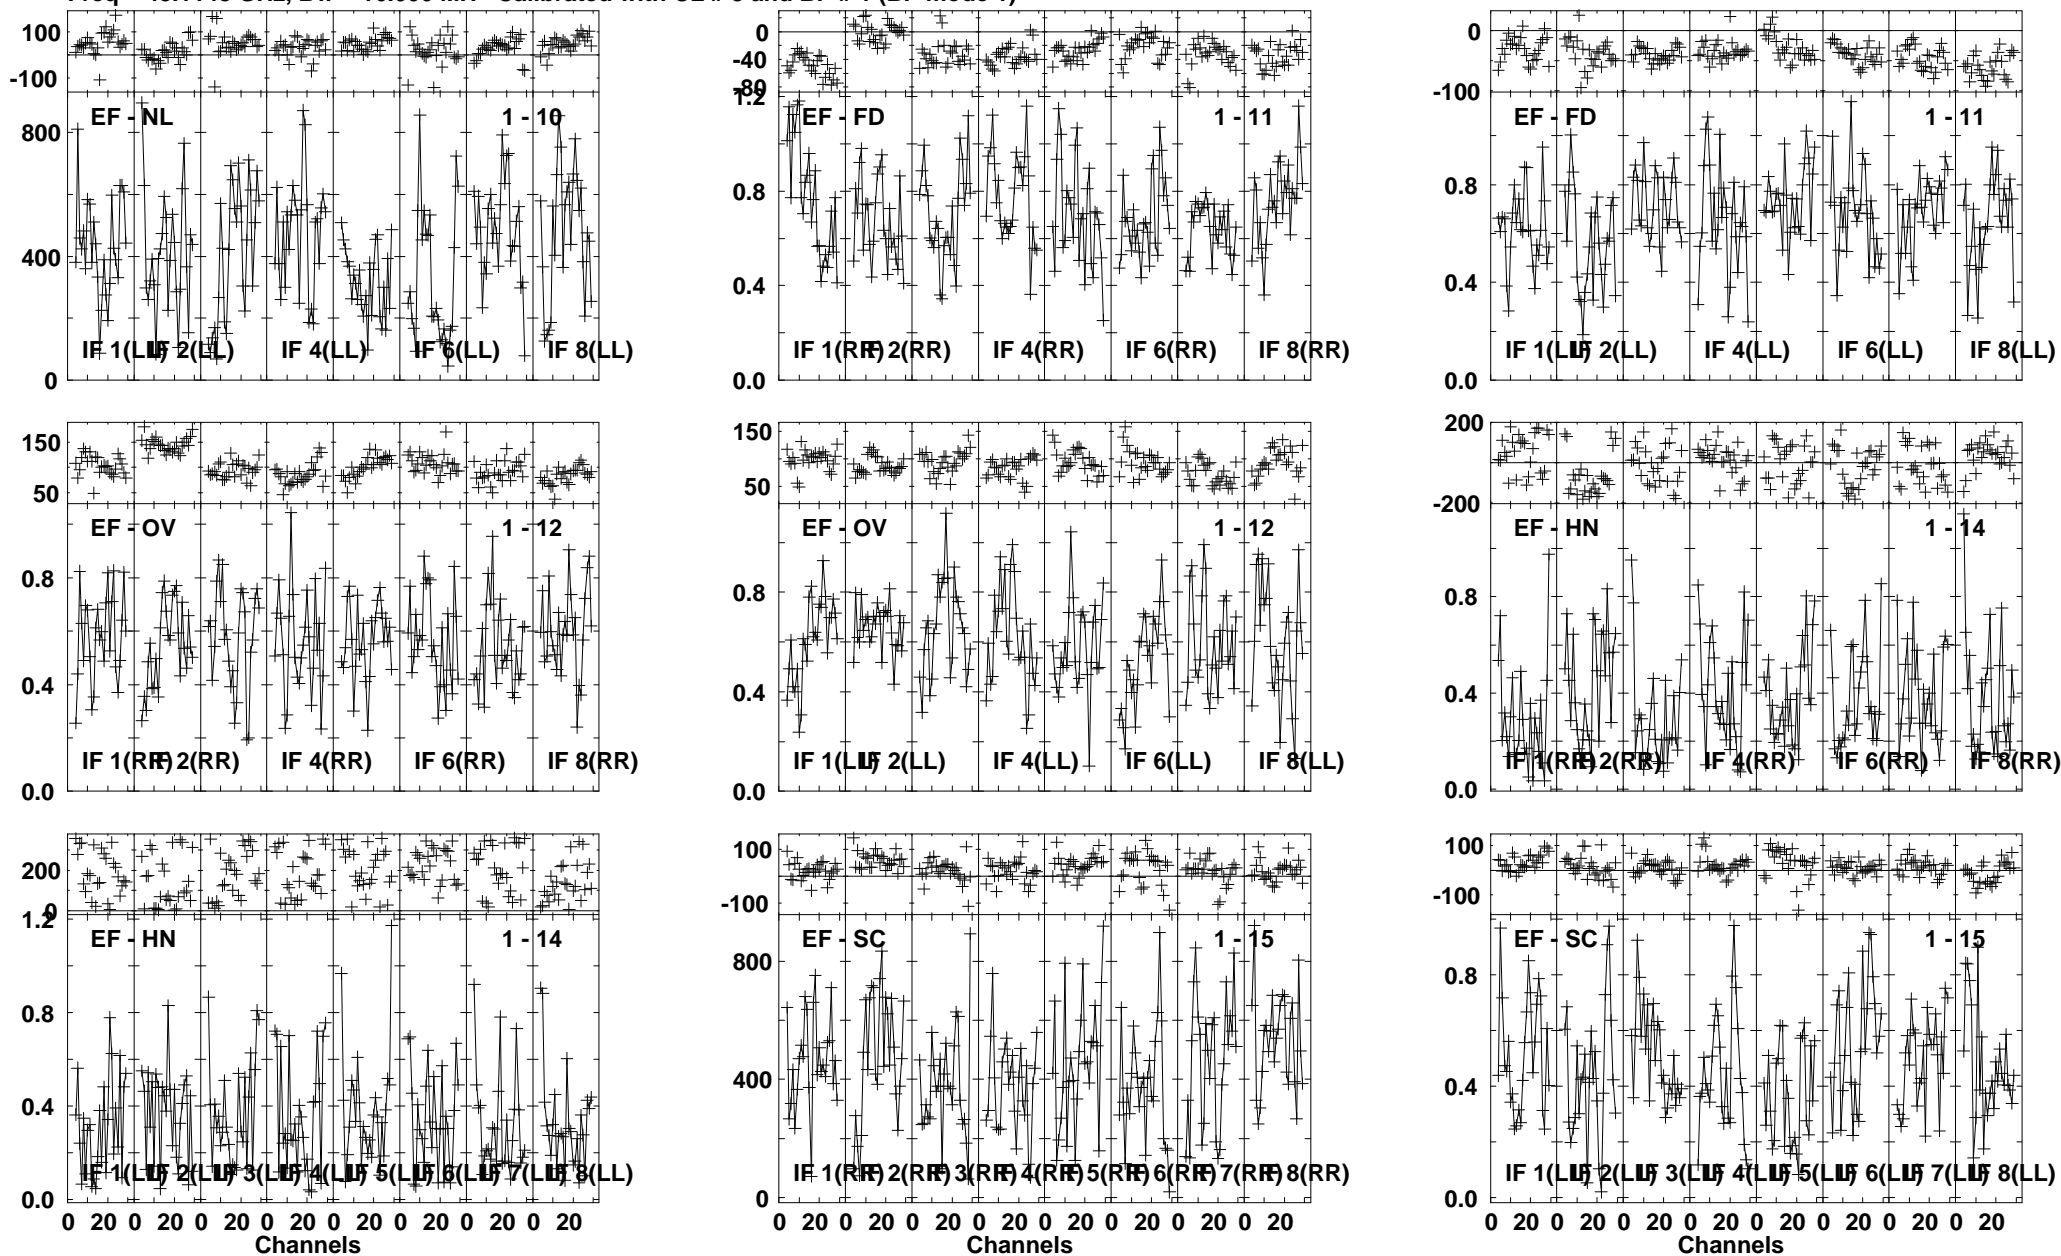 100
-100
EF - NL
1 - 10
800
400
0
IF 1(LL)
IF 2(LL)
IF 4(LL)
IF 6(LL)
IF 8(LL)
0
-40
-80
1.2
EF - FD
1 - 11
0.8
0.4
0.0
IF 1(RR)
IF 2(RR)
IF 4(RR)
IF 6(RR)
IF 8(RR)
0
-100
EF - FD
1 - 11
0.8
0.4
0.0
IF 1(LL)
IF 2(LL)
IF 4(LL)
IF 6(LL)
IF 8(LL)
150
50
EF - OV
1 - 12
0.8
0.4
0.0
IF 1(RR)
IF 2(RR)
IF 4(RR)
IF 6(RR)
IF 8(RR)
150
50
EF - OV
1 - 12
0.8
0.4
0.0
IF 1(LL)
IF 2(LL)
IF 4(LL)
IF 6(LL)
IF 8(LL)
200
-200
EF - HN
1 - 14
0.8
0.4
0.0
IF 1(RR)
IF 2(RR)
IF 4(RR)
IF 6(RR)
IF 8(RR)
200
0
1.2
EF - HN
1 - 14
0.8
0.4
0.0
IF 1(LL)
IF 2(LL)
IF 3(LL)
IF 4(LL)
IF 5(LL)
IF 6(LL)
IF 7(LL)
IF 8(LL)
0 20 0 20 0 20 0 20 0 20 0 20 0 20 0 20
Channels
100
-100
EF - SC
1 - 15
800
400
0
IF 1(RR)
IF 2(RR)
IF 3(RR)
IF 4(RR)
IF 5(RR)
IF 6(RR)
IF 7(RR)
IF 8(RR)
0 20 0 20 0 20 0 20 0 20 0 20 0 20 0 20
100
-100
EF - SC
1 - 15
0.8
0.4
0.0
IF 1(LL)
IF 2(LL)
IF 3(LL)
IF 4(LL)
IF 5(LL)
IF 6(LL)
IF 7(LL)
IF 8(LL)
0 20 0 20 0 20 0 20 0 20 0 20 0 20 0 20
Channels